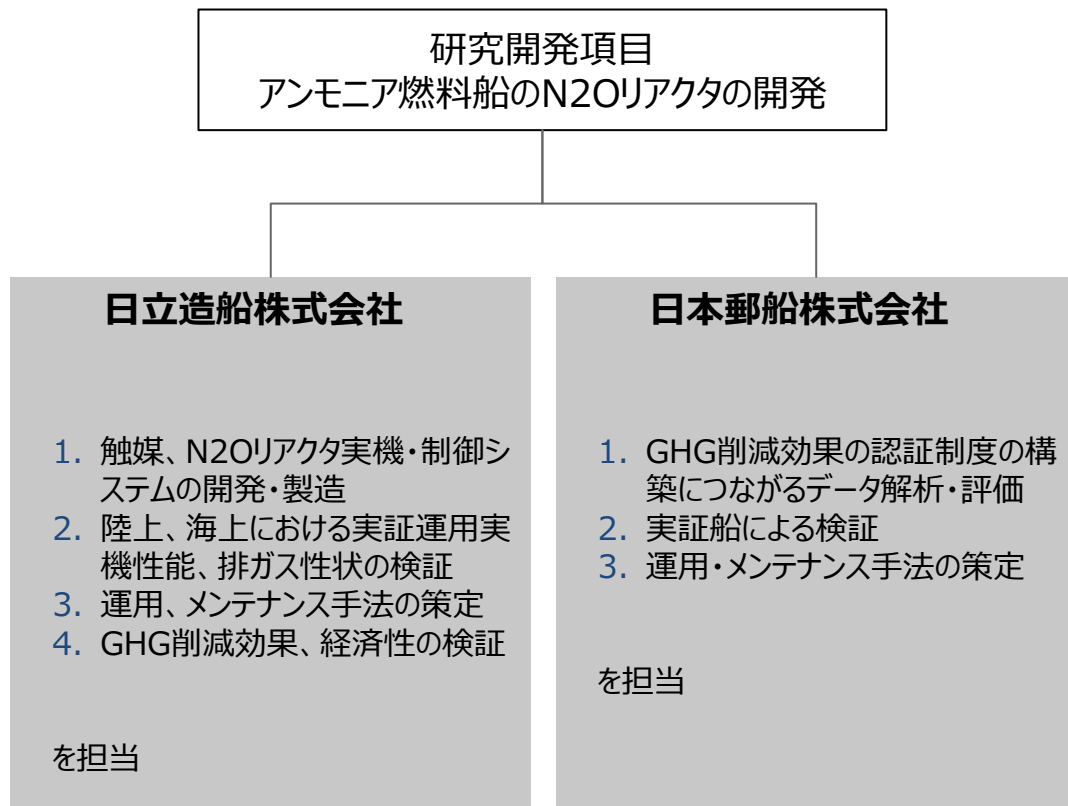 研究開発項目
アンモニア燃料船のN2Oリアクタの開発
日立造船株式会社
1. 触媒、N2Oリアクタ実機・制御シ
ステムの開発・製造
2. 陸上、海上における実証運用実
機性能、排ガス性状の検証
3. 運用、メンテナンス手法の策定
4. GHG削減効果、経済性の検証
を担当
日本郵船株式会社
1. GHG削減効果の認証制度の構
築につながるデータ解析・評価
2. 実証船による検証
3. 運用・メンテナンス手法の策定
を担当